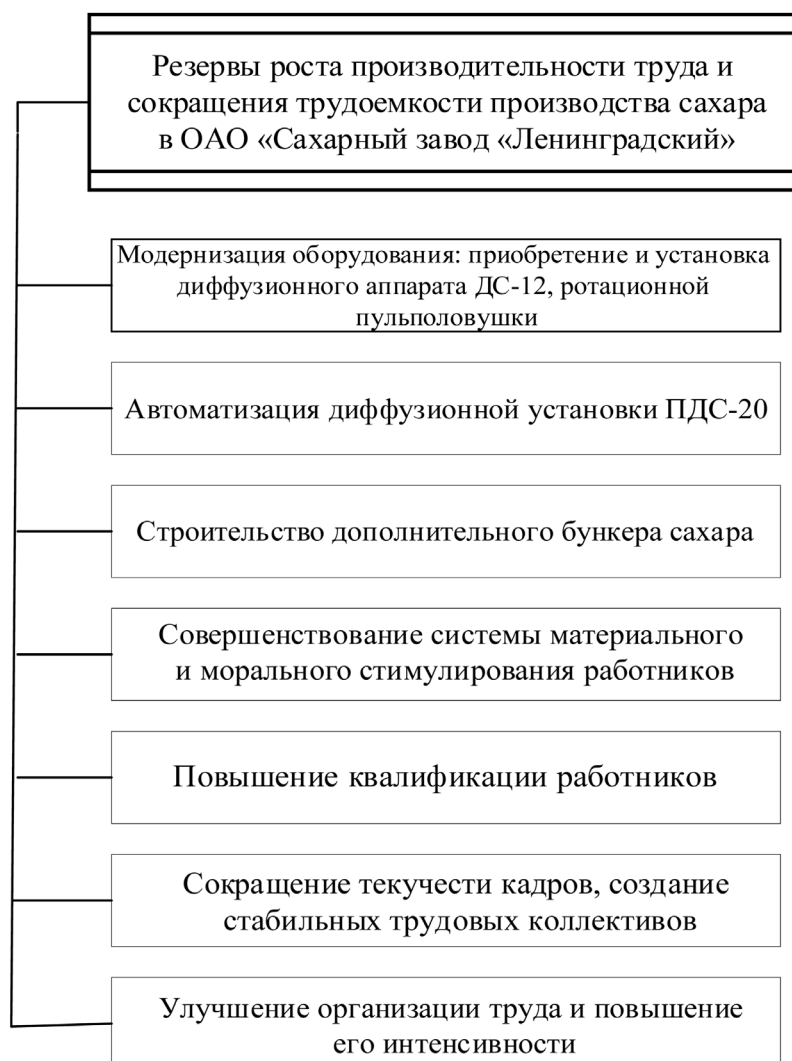 Резервы роста производительности труда и
сокращения трудоемкости производства сахара
в ОАО «Сахарный завод «Ленинградский»
Модернизация оборудования: приобретение и установка
диффузионного аппарата ДС-12, ротационной
пульполовушки
Автоматизация диффузионной установки ПДС-20
Строительство дополнительного бункера сахара
Совершенствование системы материального
и морального стимулирования работников
Повышение квалификации работников
Сокращение текучести кадров, создание
стабильных трудовых коллективов
Улучшение организации труда и повышение
его интенсивности